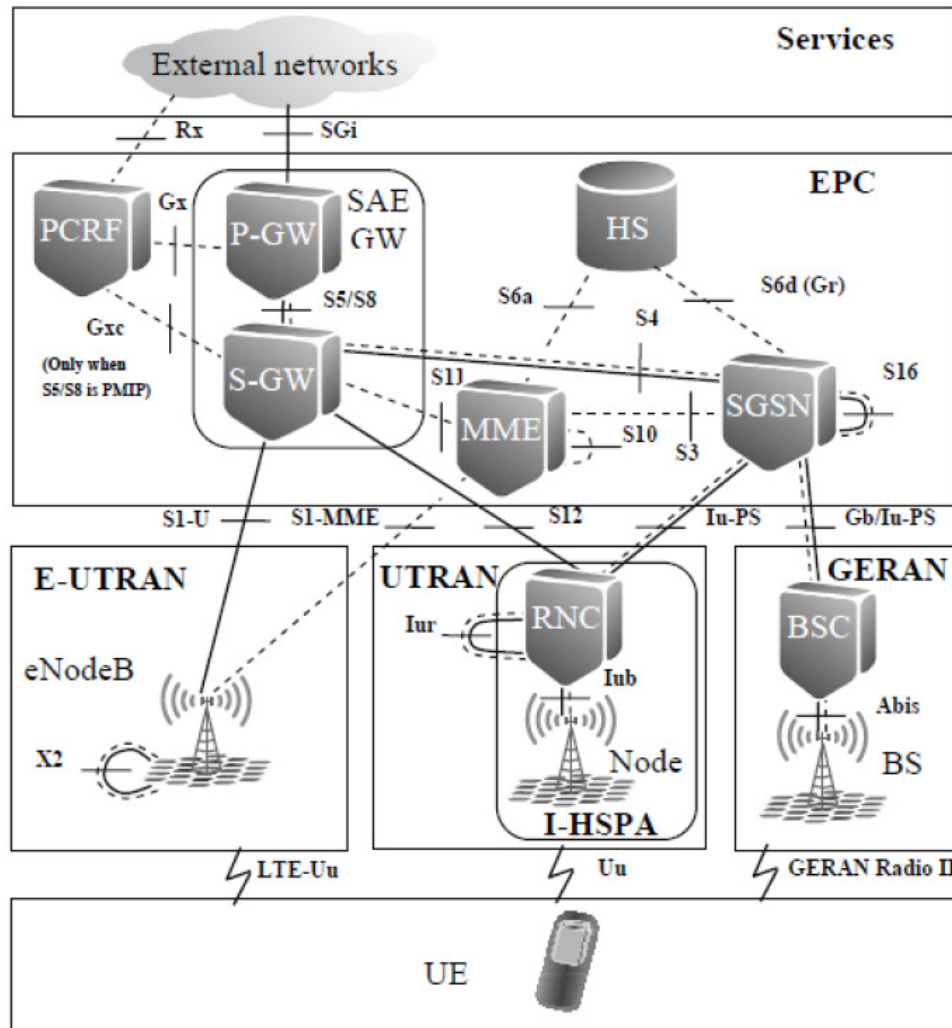 Services
External networks
Rx
SGi
EPC
PCRF
Gx
P-GW
SAE
GW
HS
S6a
S6d (Gr)
S5/S8
S4
Gxc
(Only when
S5/S8 is PMIP)
S-GW
S11
MME
S10
S3
SGSN
S16
S1-U
S1-MME
S12
Iu-PS
Gb/Iu-PS
E-UTRAN
UTRAN
GERAN
RNC
BSC
Iur
eNodeB
Iub
Abis
X2
Node
BS
I-HSPA
LTE-Uu
Uu
GERAN Radio I
UE